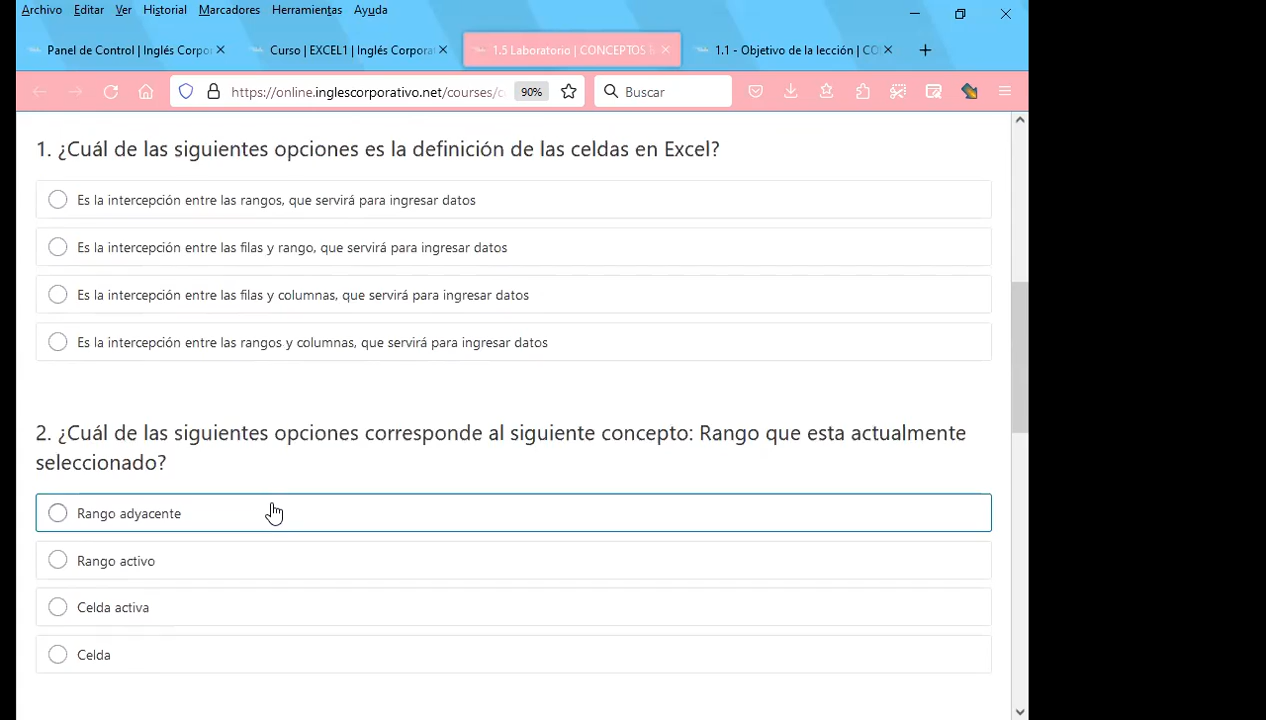 Archivo Editar Ver Historial Marcadores Herramientas Ayuda
Panel de Control | Inglés Corpor
Curso | EXCEL1 | Inglés Corpora
1.5 Laboratorio | CONCEPTOS
1.1 - Objetivo de la lección | CO
https://online.inglescorporativo.net/courses/c
90%
Buscar
1. ¿Cuál de las siguientes opciones es la definición de las celdas en Excel?
Es la intercepción entre las rangos, que servirá para ingresar datos
Es la intercepción entre las filas y rango, que servirá para ingresar datos
Es la intercepción entre las filas y columnas, que servirá para ingresar datos
Es la intercepción entre las rangos y columnas, que servirá para ingresar datos
2. ¿Cuál de las siguientes opciones corresponde al siguiente concepto: Rango que esta actualmente
seleccionado?
Rango adyacente
Rango activo
Celda activa
Celda